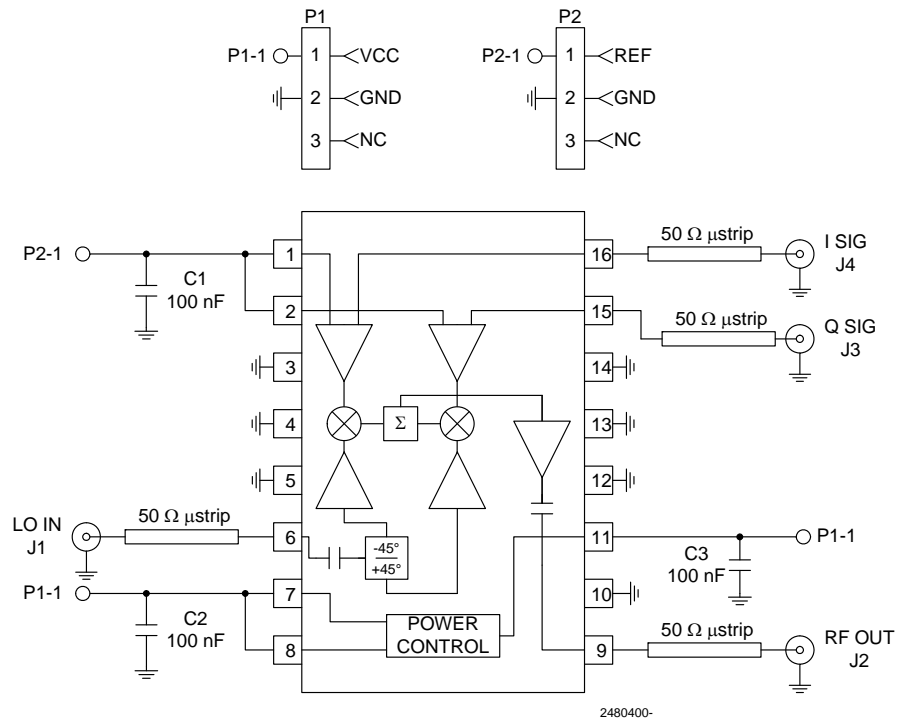 P1
P2
P1-1
1
VCC
2
GND
3
NC
P2-1
1
REF
2
GND
3
NC
P2-1
C1
100 nF
1
2
3
4
5
6
7
8
16
15
14
13
12
11
10
9
50 Ω μstrip
I SIG
J4
50 Ω μstrip
Q SIG
J3
Σ
LO IN
J1
50 Ω μstrip
-45°
+45°
P1-1
C2
100 nF
POWER
CONTROL
C3
100 nF
P1-1
50 Ω μstrip
RF OUT
J2
2480400-